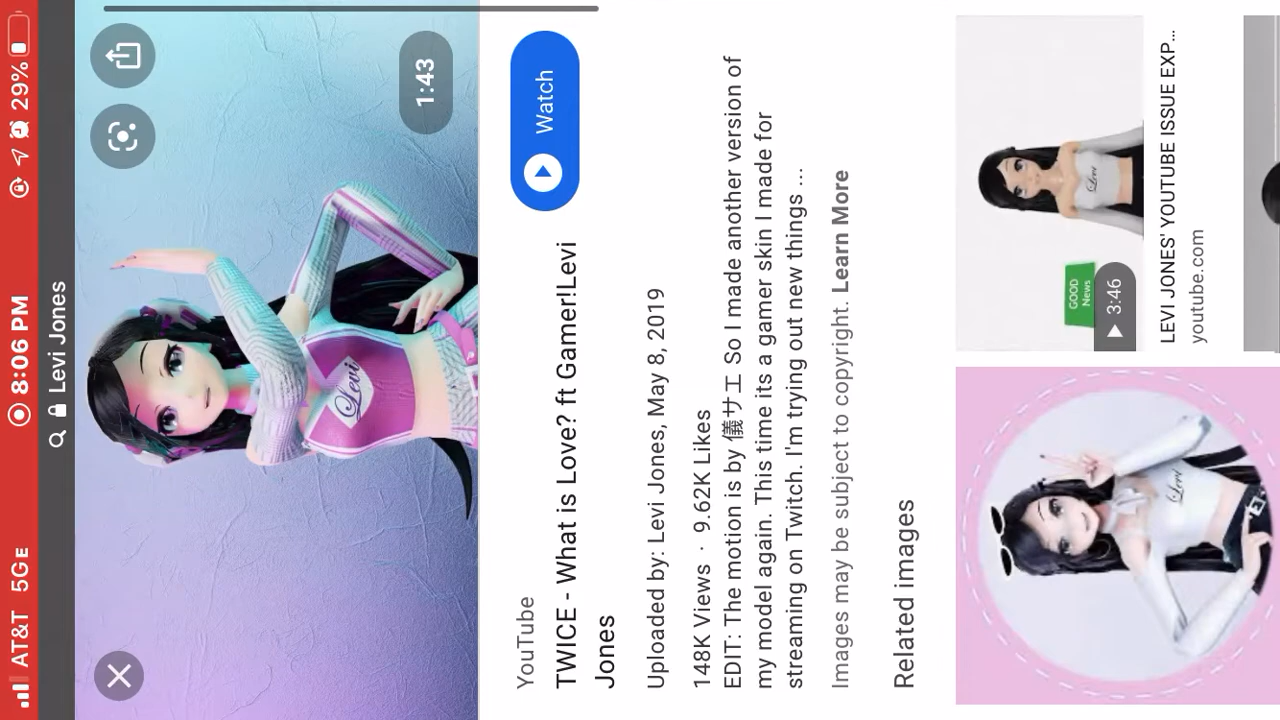 AT&T 5GE 8:06 PM 29%
Levi Jones
Levi
1:43
YouTube
TWICE - What is Love? ft Gamer!Levi
Jones
Watch
Uploaded by: Levi Jones, May 8, 2019
148K Views · 9.62K Likes
EDIT: The motion is by 儀サエ So I made another version of
my model again. This time its a gamer skin I made for
streaming on Twitch. I'm trying out new things ...
Images may be subject to copyright. Learn More
Related images
Levi
GOOD
News
Levi
3:46
LEVI JONES' YOUTUBE ISSUE EXP...
youtube.com